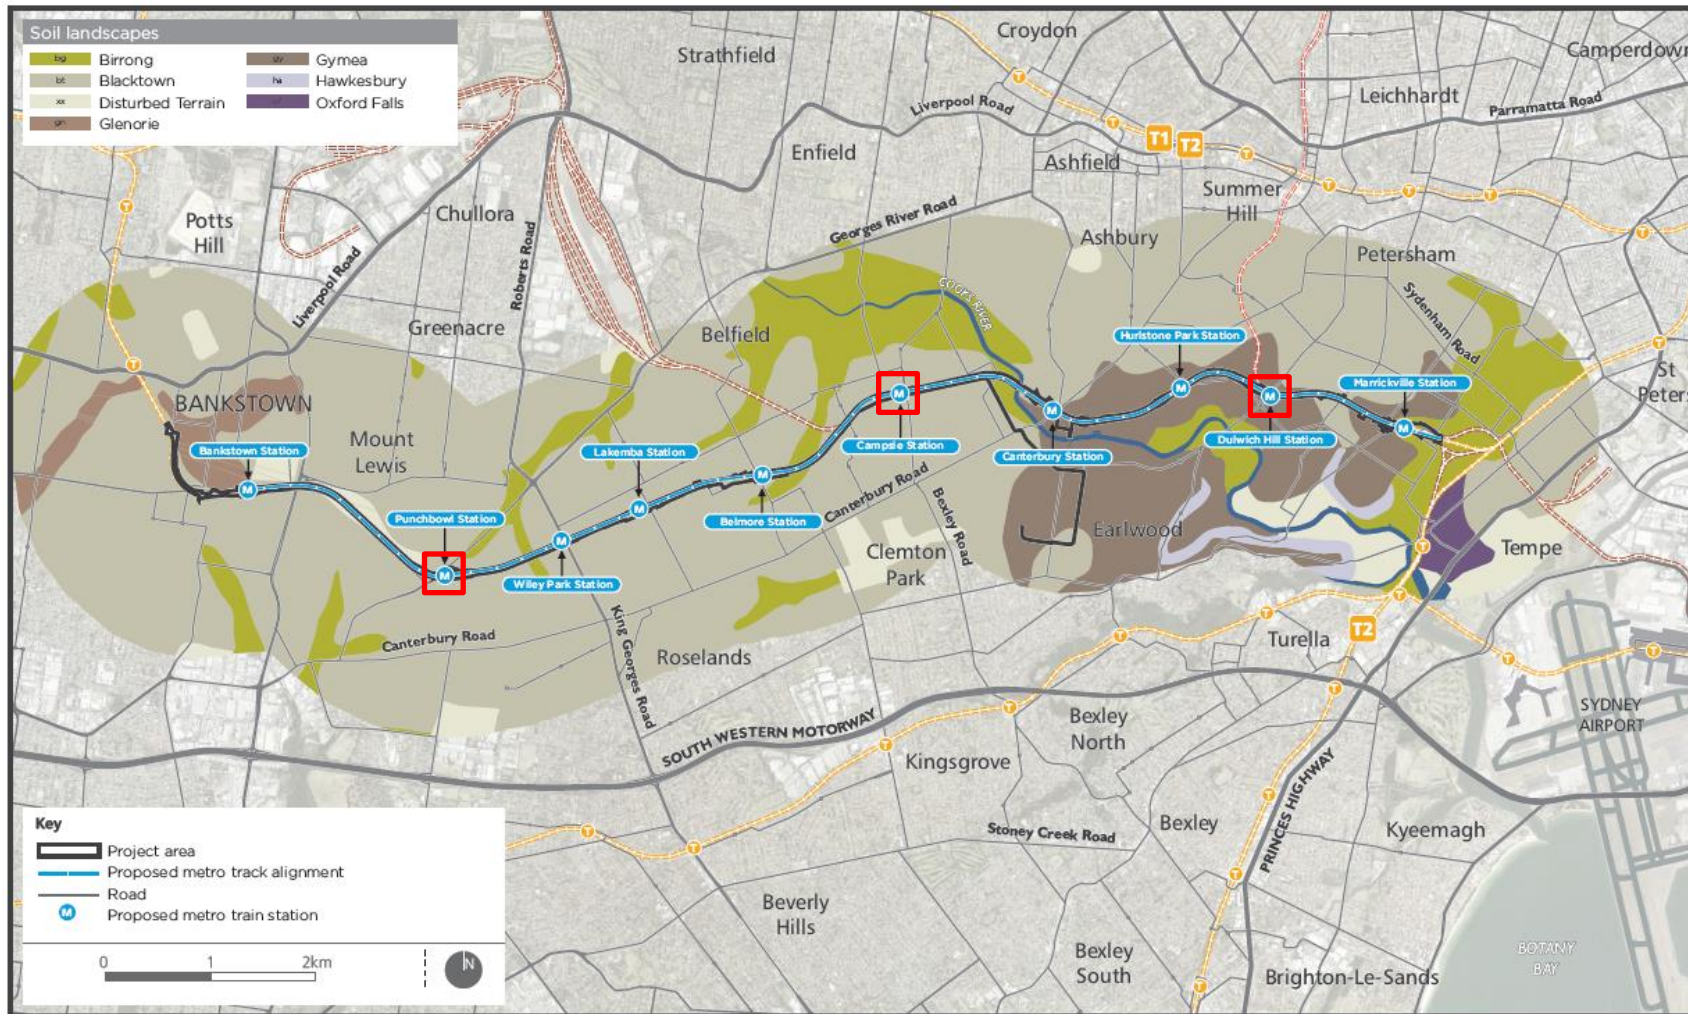 Soil landscapes
bg Birrong
bt Blacktown
xx Disturbed Terrain
gn Glenorie
gy Gymea
ha Hawkesbury
Oxford Falls
Croydon
Strathfield
Camperdown
Leichhardt
Liverpool Road
Parramatta Road
T1
T2
Enfield
Ashfield
Summer
Hill
Chullora
Potts
Hill
Georges River Road
Ashbury
Petersham
Roberts Road
Liverpool Road
COOKS RIVER
Sydenham Road
Greenacre
Belfield
Hurlstone Park Station
St
Peters
Marrickville Station
BANKSTOWN
Mount
Lewis
Bankstown Station
Lakemba Station
Campsie Station
Canterbury Station
Dulwich Hill Station
Punchbowl Station
Belmore Station
Canterbury Road
Bexley Road
Earlwood
Clemton
Park
Tempe
Wiley Park Station
King Georges Road
Canterbury Road
Roselands
T2
Turella
SOUTH WESTERN MOTORWAY
Bexley
North
SYDNEY
AIRPORT
Kingsgrove
PRINCES HIGHWAY
Stoney Creek Road
Bexley
Kyeemagh
Beverly
Hills
Bexley
South
Brighton-Le-Sands
BOTANY
BAY
Key
Project area
Proposed metro track alignment
Road
M Proposed metro train station
0 1 2km
N